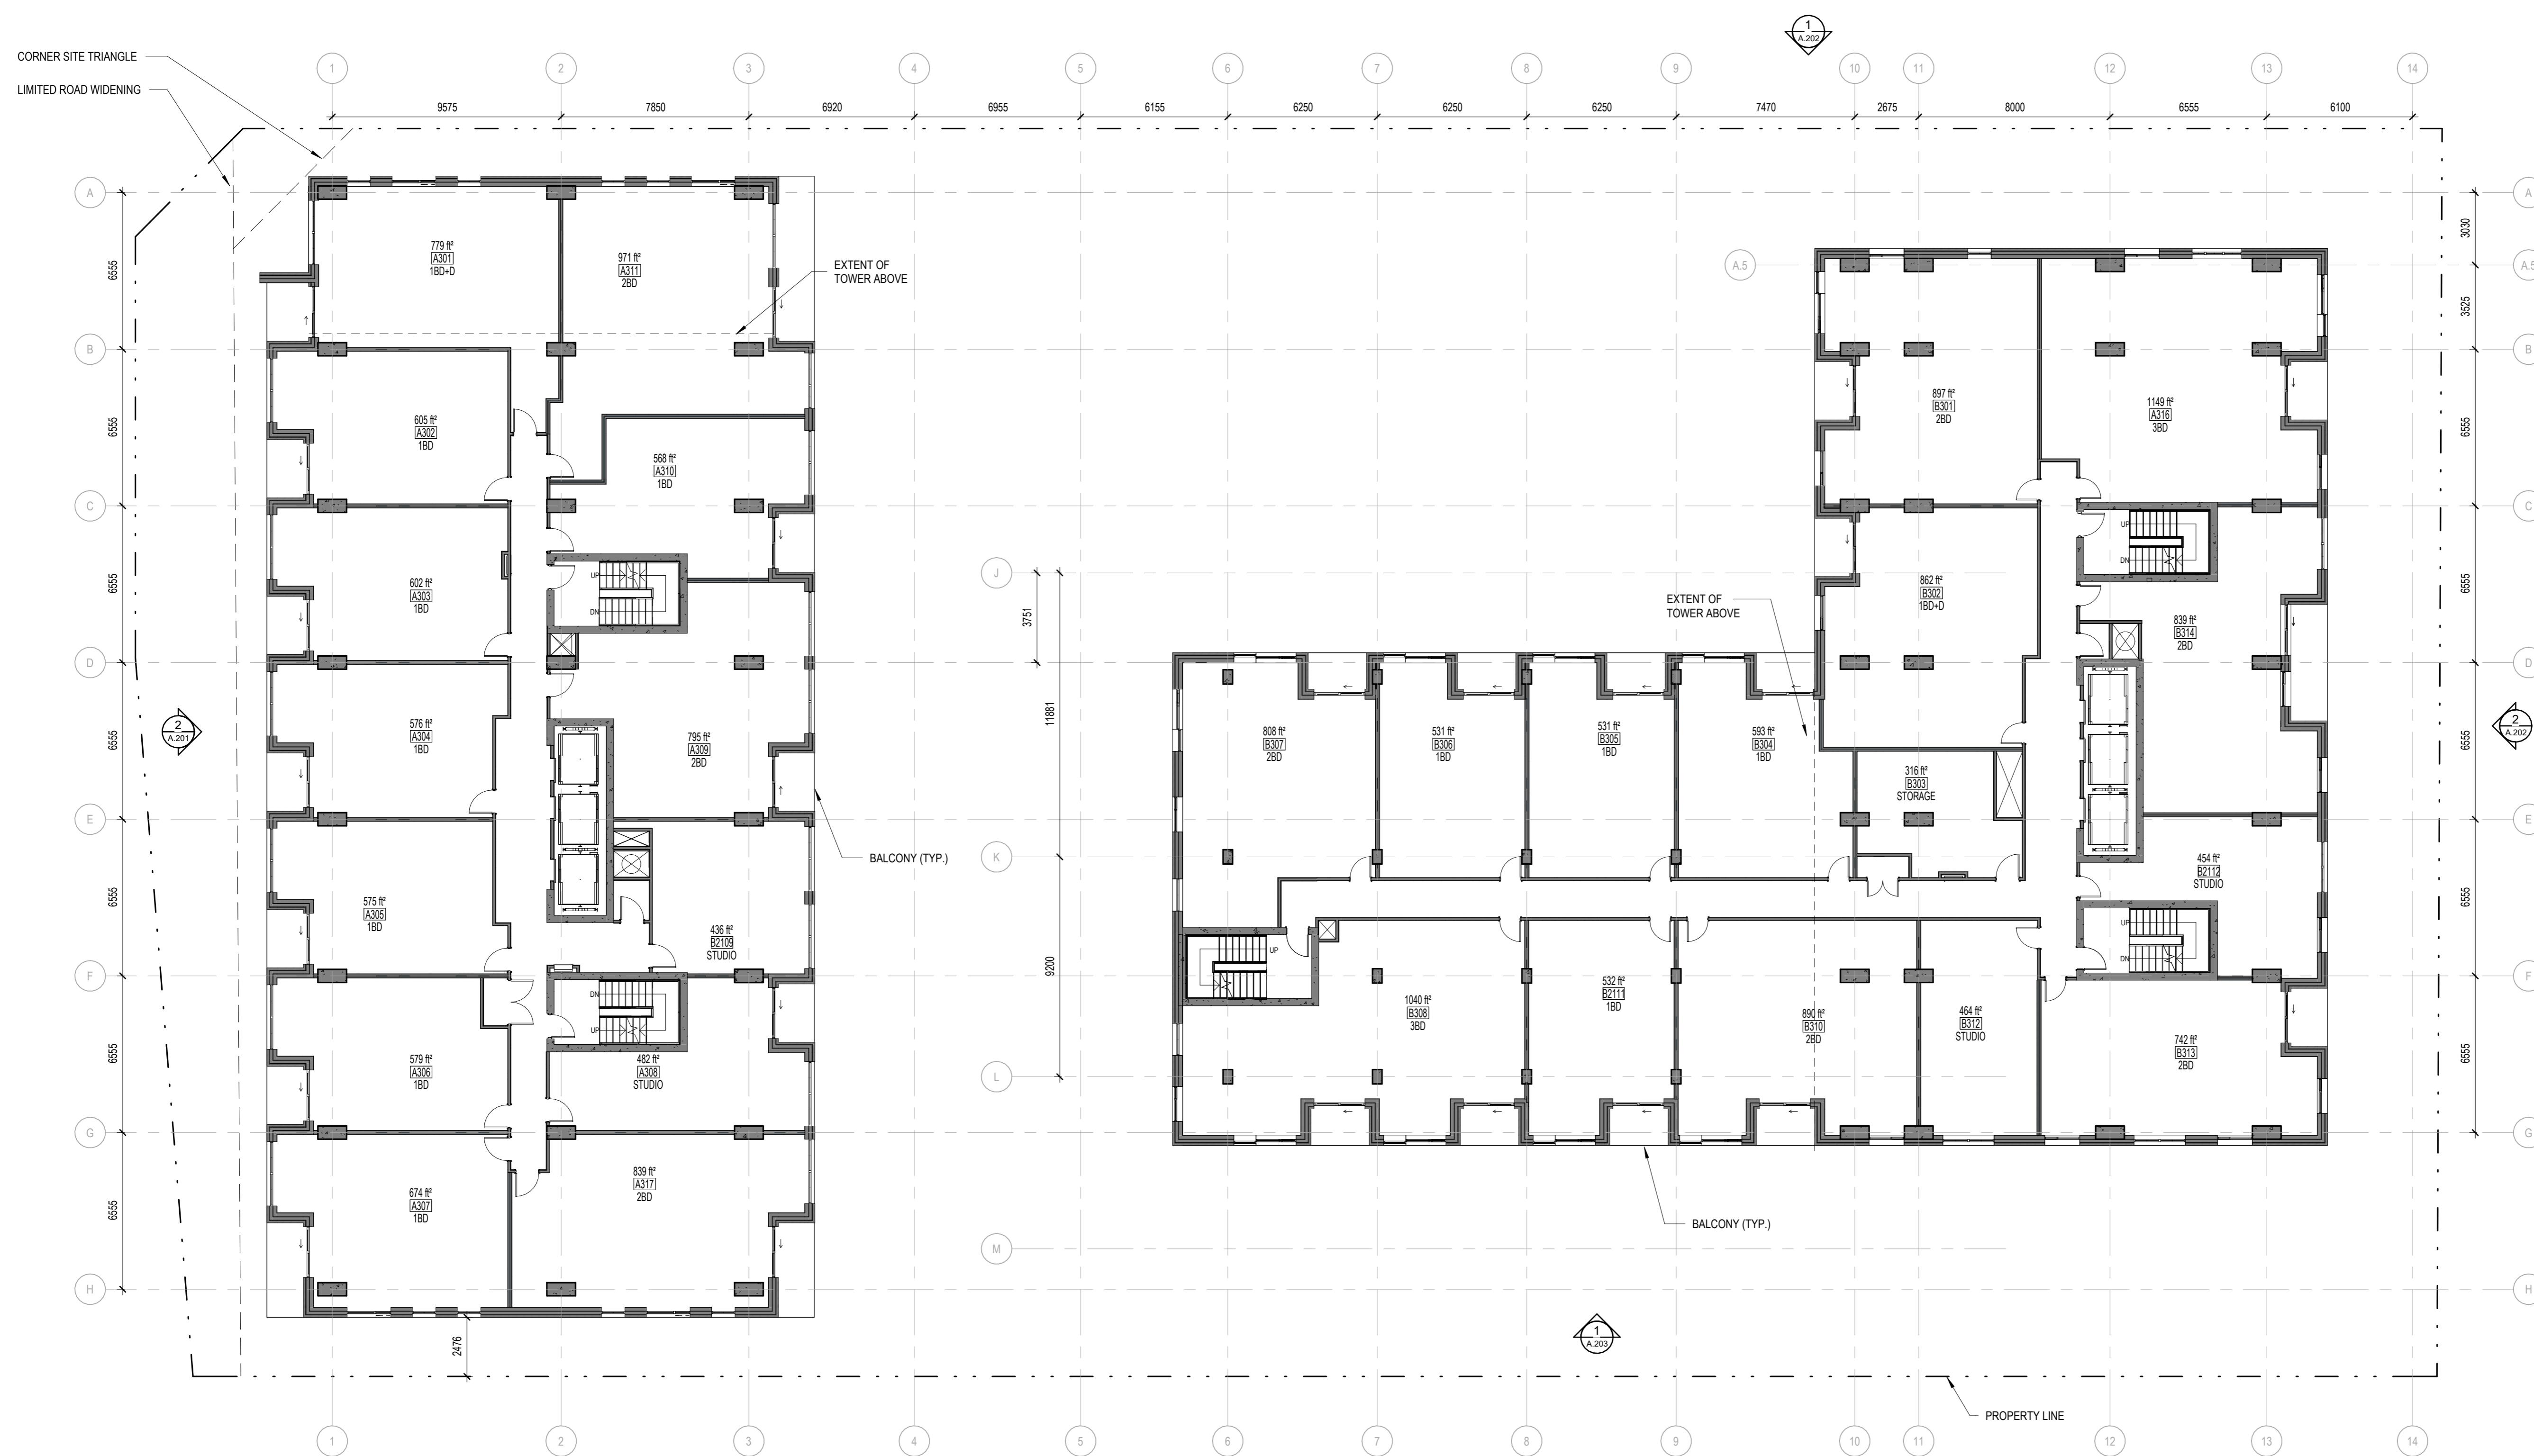 1
A.202
CORNER SITE TRIANGLE
LIMITED ROAD WIDENING
1
2
3
4
5
6
7
8
9
10
11
12
13
14
9575
7850
6920
6955
6155
6250
6250
6250
7470
2675
8000
6555
6100
A
B
C
D
E
F
G
H
6555
6555
6555
6555
6555
6555
6555
2
A.201
779 ft²
A301
1BD+D
971 ft²
A311
2BD
EXTENT OF
TOWER ABOVE
605 ft²
A302
1BD
568 ft²
A310
1BD
602 ft²
A303
1BD
UP
DN
576 ft²
A304
1BD
795 ft²
A309
2BD
BALCONY (TYP.)
575 ft²
A305
1BD
436 ft²
B2109
STUDIO
DN
UP
579 ft²
A306
1BD
482 ft²
A308
STUDIO
674 ft²
A307
1BD
839 ft²
A317
2BD
2476
J
K
L
M
3751
11881
9200
A.5
897 ft²
B301
2BD
1149 ft²
A316
3BD
862 ft²
B302
1BD+D
UP
DN
839 ft²
B314
2BD
EXTENT OF
TOWER ABOVE
808 ft²
B307
2BD
531 ft²
B306
1BD
531 ft²
B305
1BD
593 ft²
B304
1BD
316 ft²
B303
STORAGE
454 ft²
B2112
STUDIO
UP
DN
UP
1040 ft²
B308
3BD
532 ft²
B2111
1BD
890 ft²
B310
2BD
464 ft²
B312
STUDIO
742 ft²
B313
2BD
BALCONY (TYP.)
1
A.203
PROPERTY LINE
3030
3525
6555
6555
6555
6555
6555
2
A.202
A
A.5
B
C
D
E
F
G
H
1
2
3
4
5
6
7
8
9
10
11
12
13
14